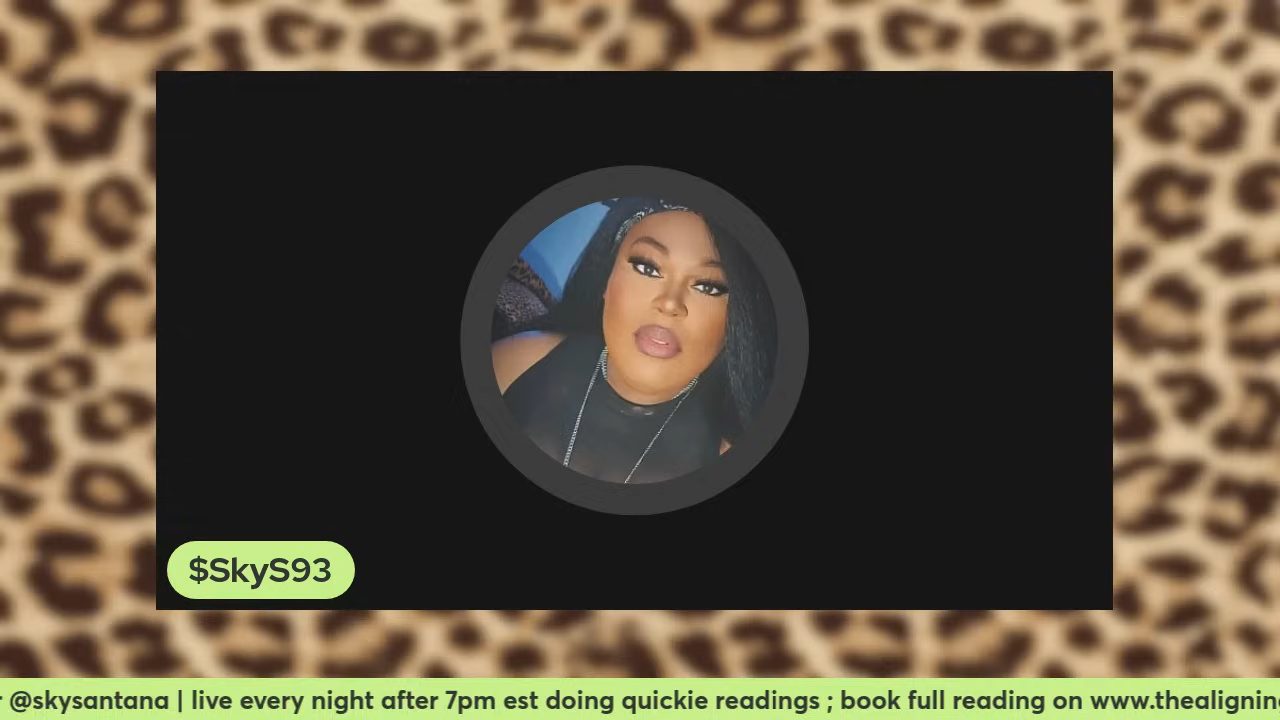 $SkyS93
@skysantana | live every night after 7pm est doing quickie readings ; book full reading on